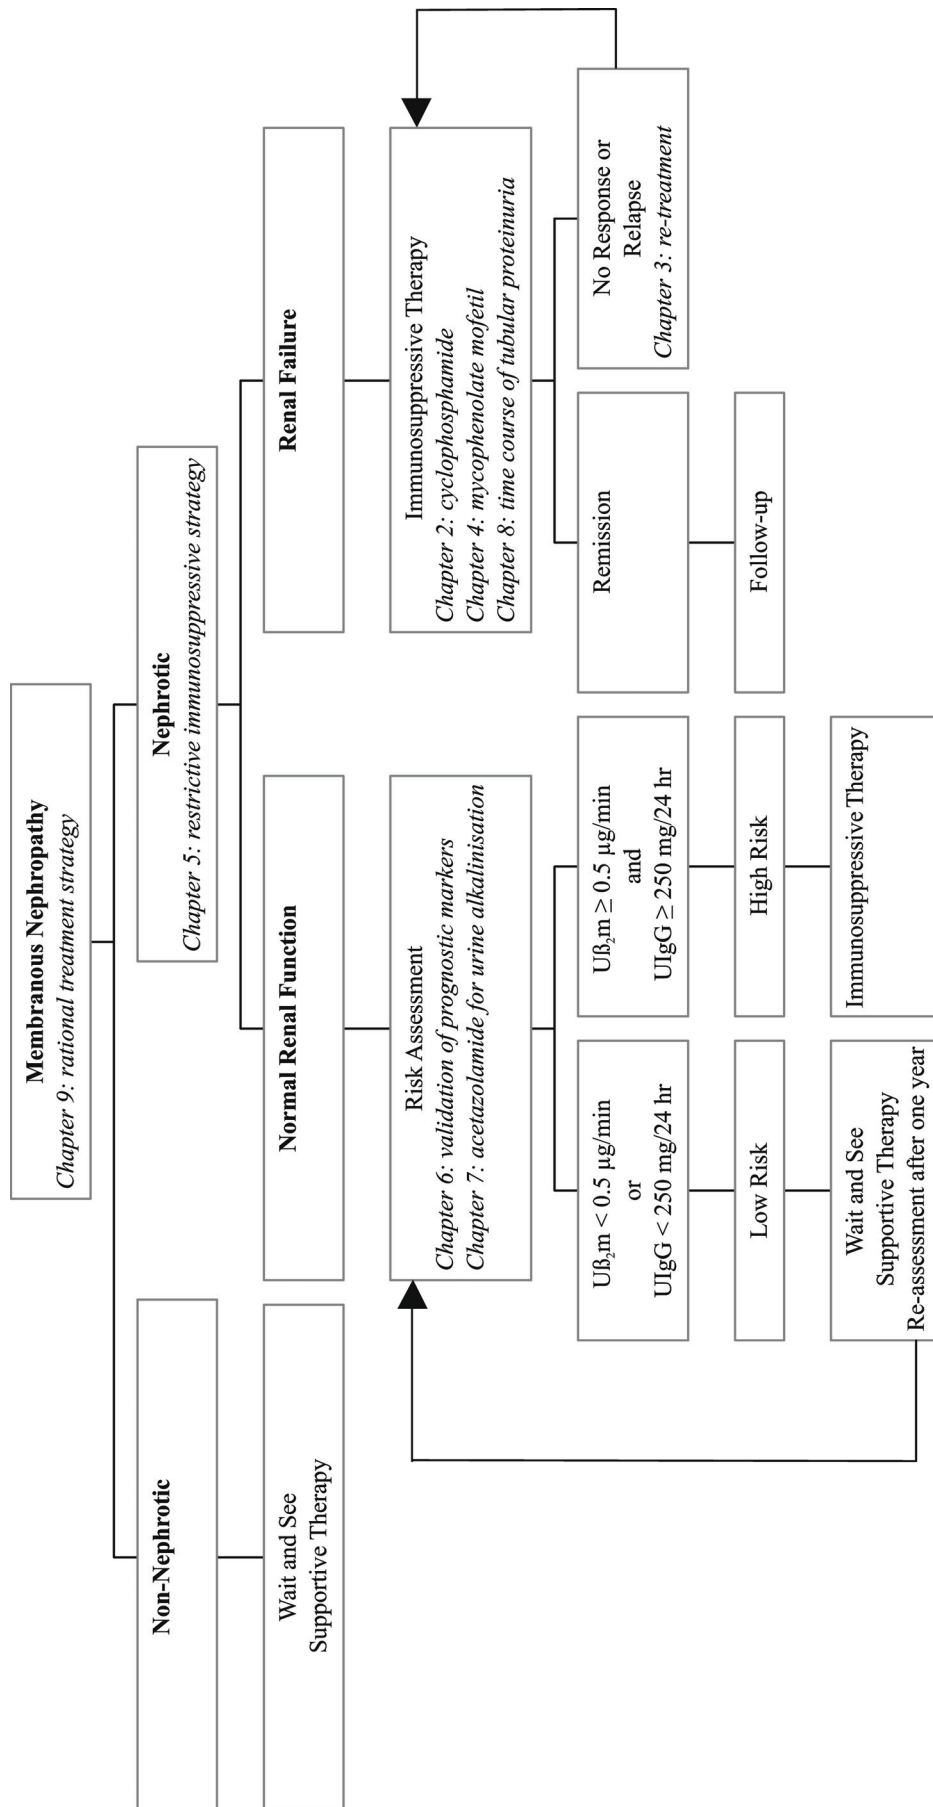 Membranous Nephropathy
Chapter 9: rational treatment strategy
Non-Nephrotic
Nephrotic
Chapter 5: restrictive immunosuppressive strategy
Wait and See
Supportive Therapy
Normal Renal Function
Renal Failure
Risk Assessment
Chapter 6: validation of prognostic markers
Chapter 7: acetazolamide for urine alkalinisation
Immunosuppressive Therapy
Chapter 2: cyclophosphamide
Chapter 4: mycophenolate mofetil
Chapter 8: time course of tubular proteinuria
Uß₂m < 0.5 µg/min
or
UIgG < 250 mg/24 hr
Uß₂m ≥ 0.5 µg/min
and
UIgG ≥ 250 mg/24 hr
Remission
No Response or
Relapse
Chapter 3: re-treatment
Low Risk
High Risk
Follow-up
Wait and See
Supportive Therapy
Re-assessment after one year
Immunosuppressive Therapy